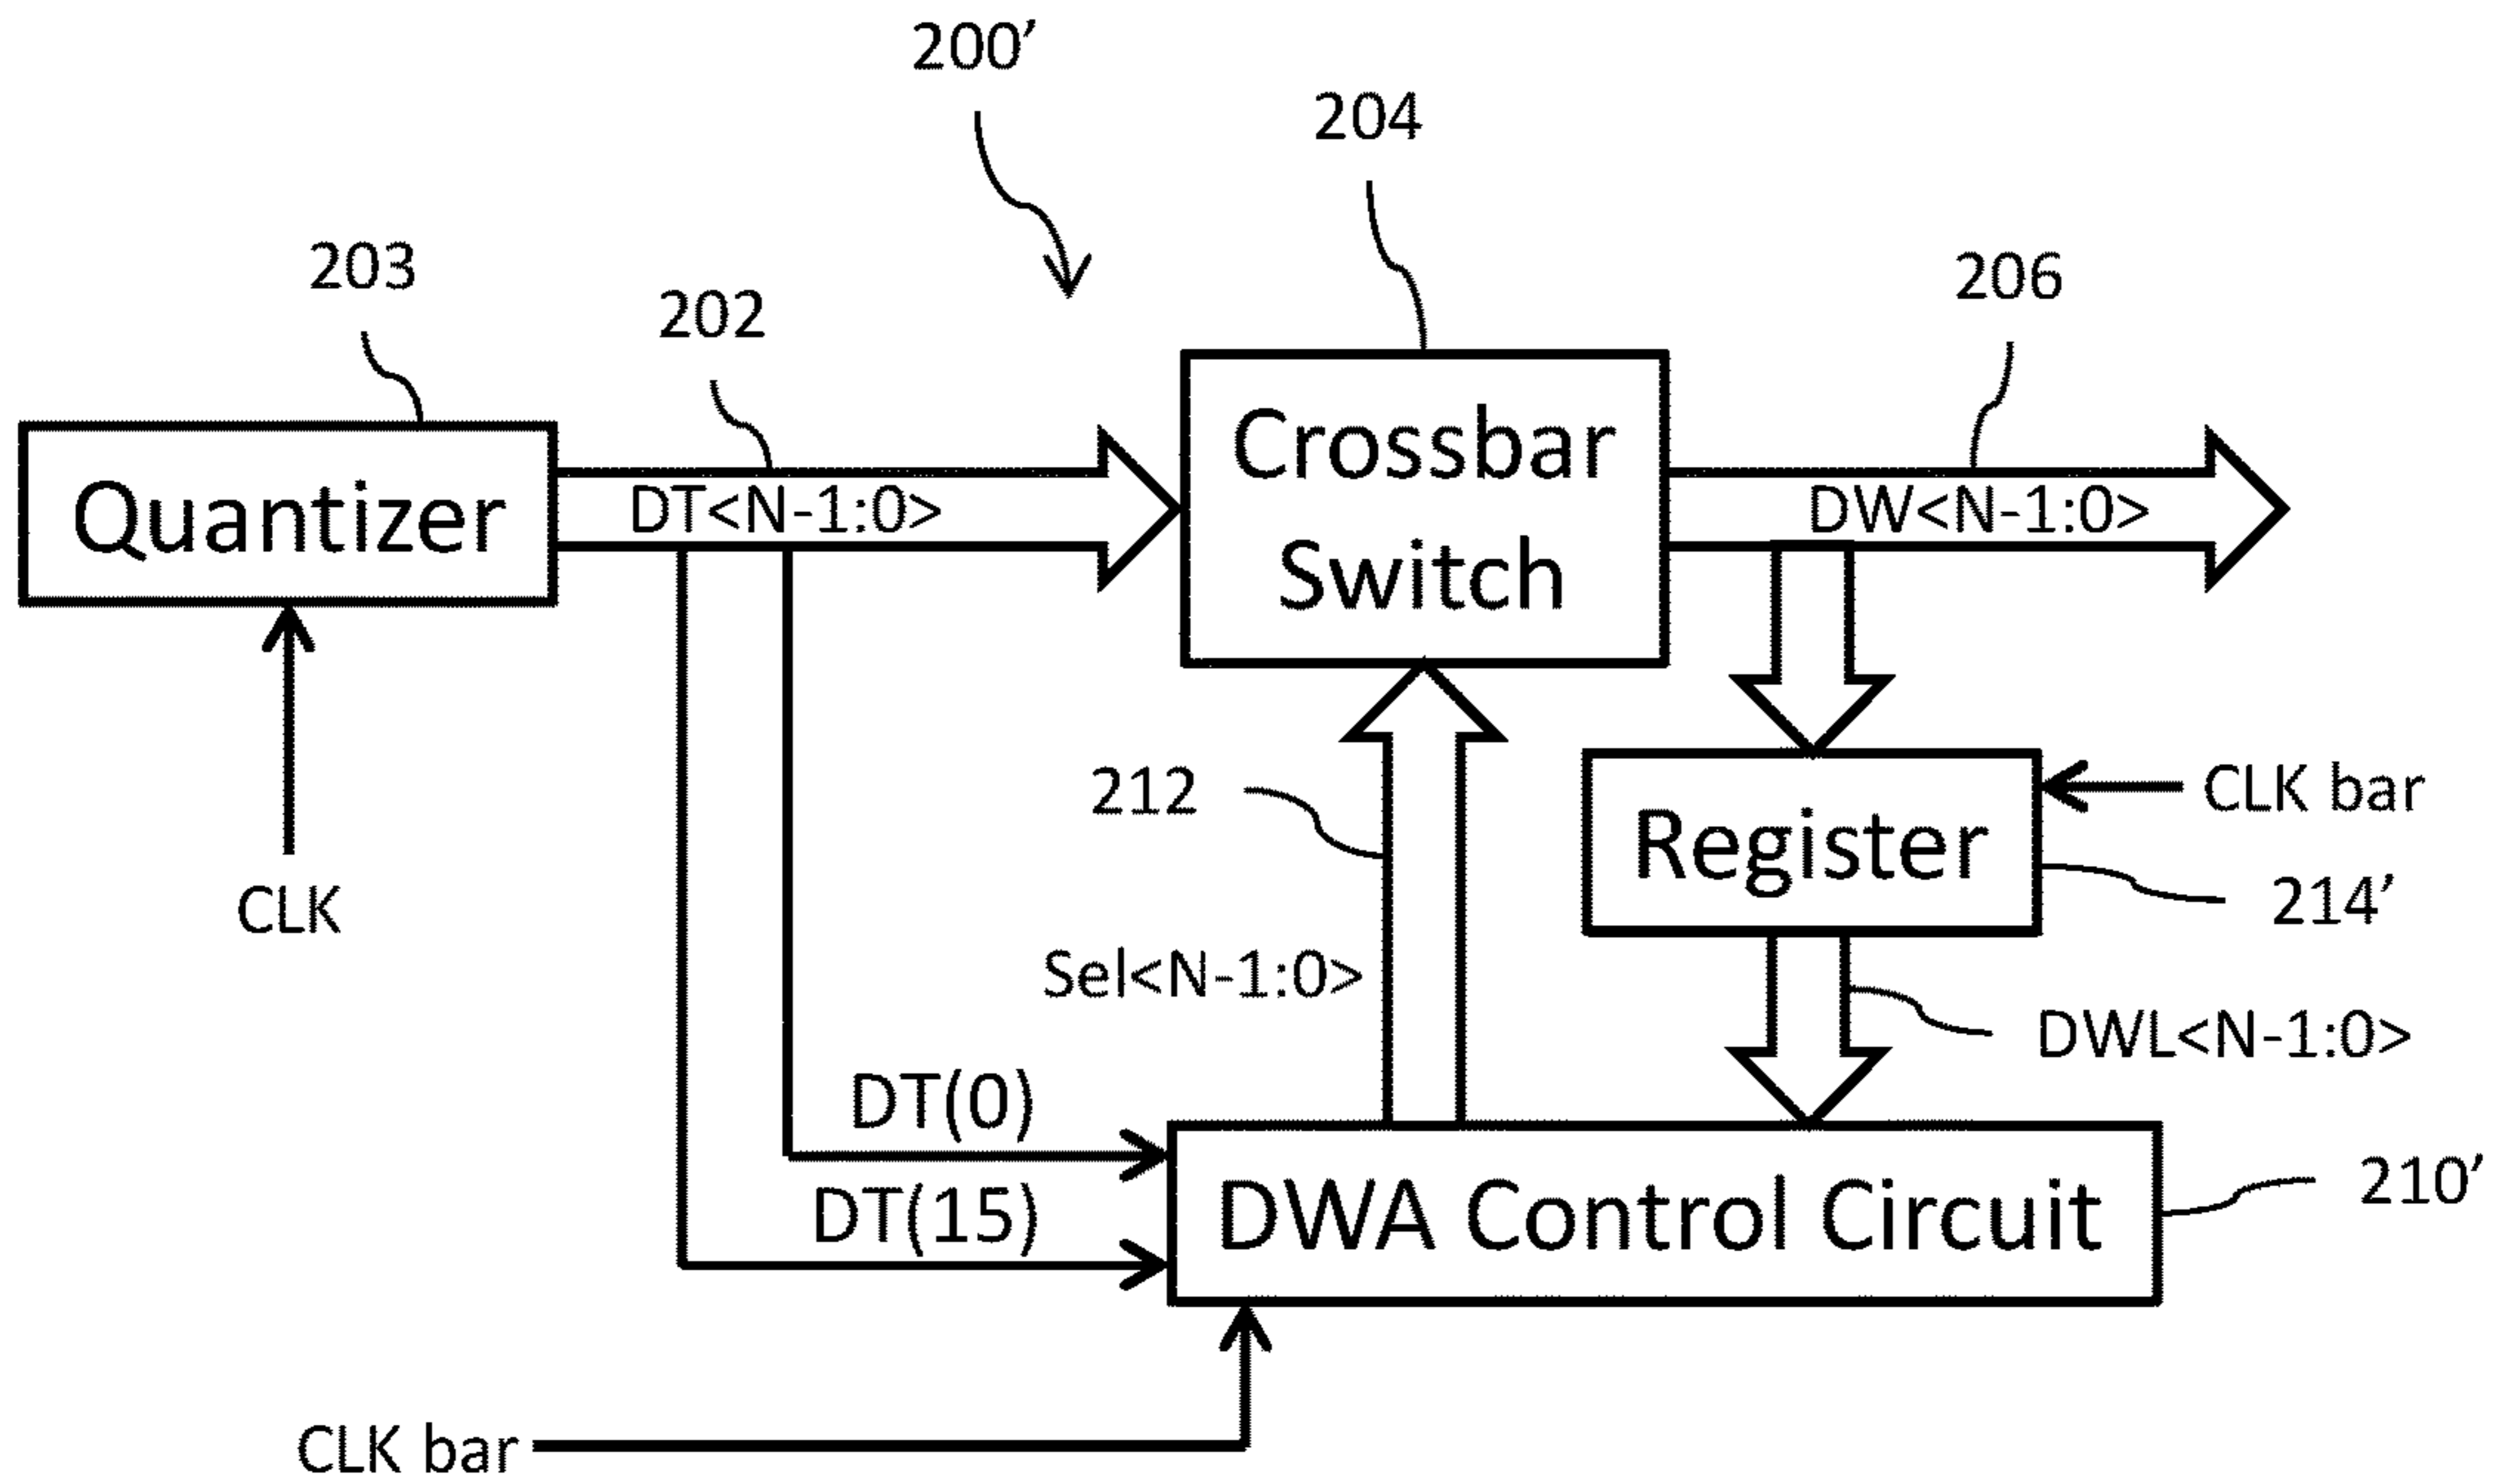 200’
204
203
202
206
Crossbar
Switch
Quantizer
DT<N-1:0>
DW<N-1:0>
212
CLK bar
Register
CLK
214’
Sel<N-1:0>
DWL<N-1:0>
DT(0)
DT(15)
DWA Control Circuit
210’
CLK bar